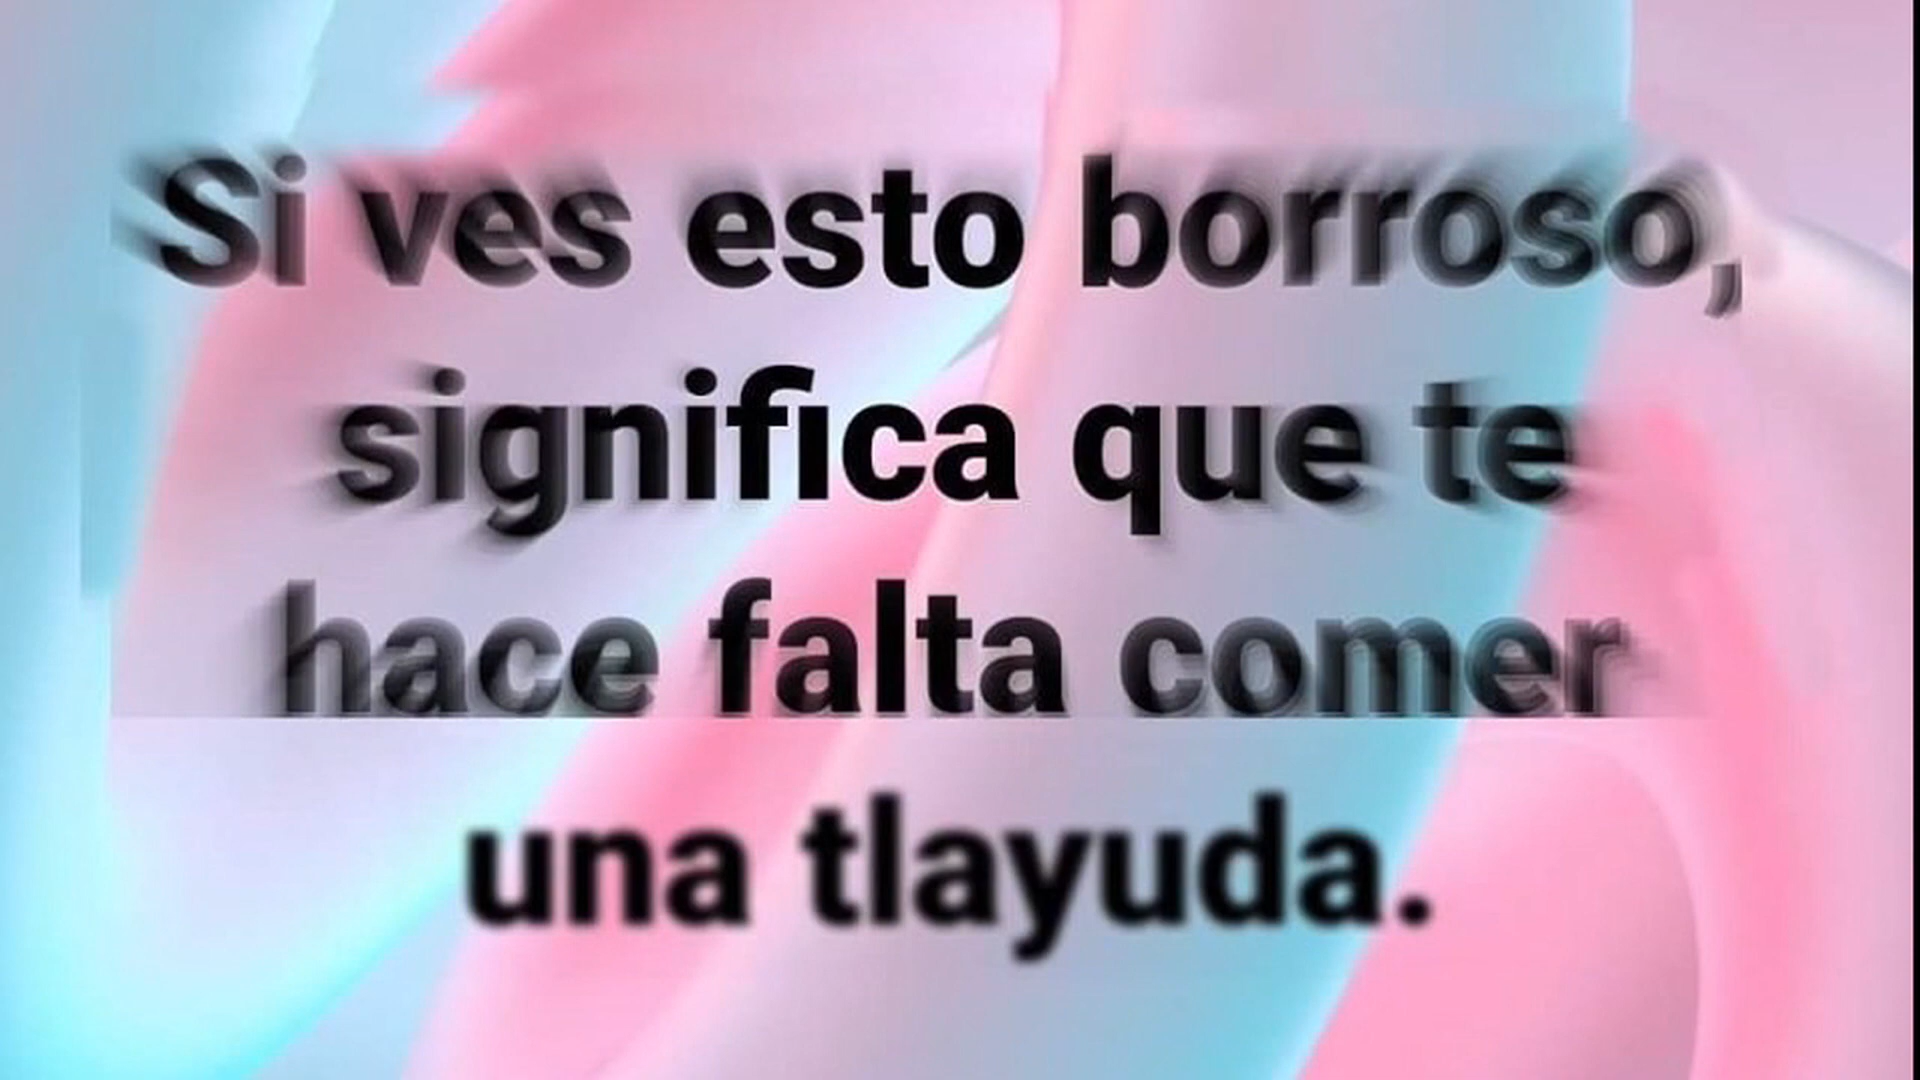 Si ves esto borroso,
significa que te
hace falta comer
una tlayuda.